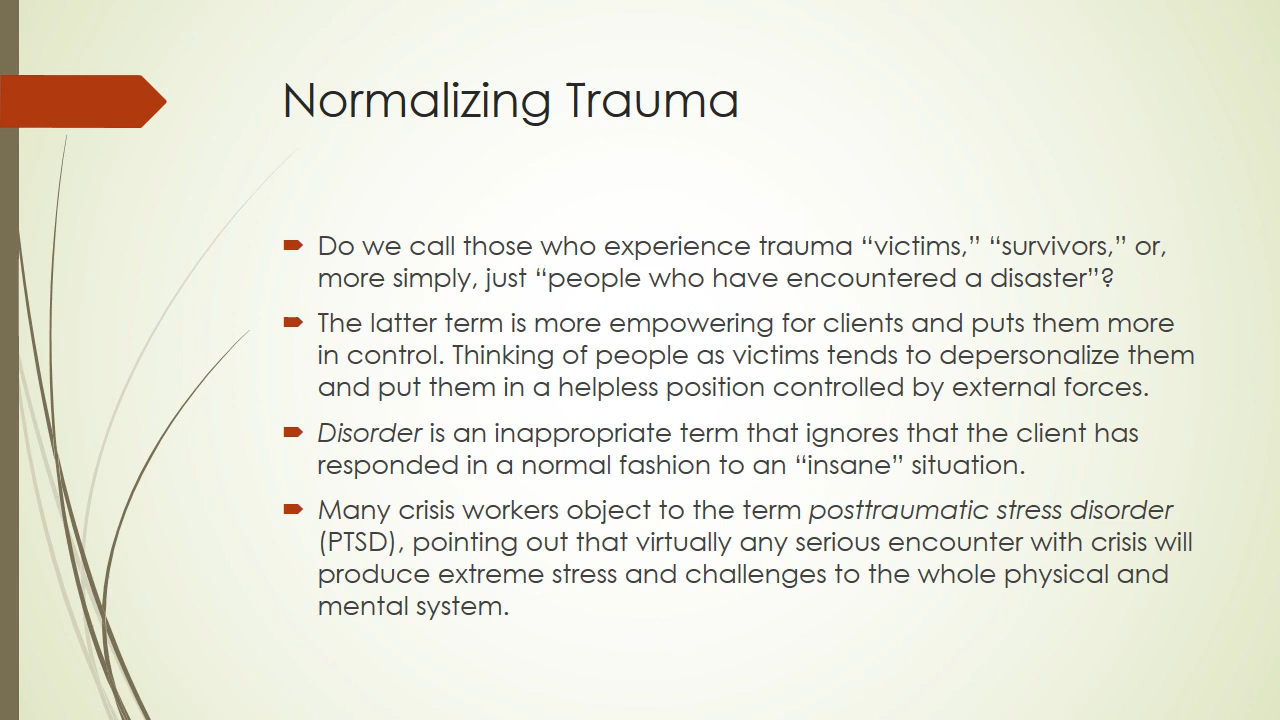 Normalizing Trauma
Do we call those who experience trauma “victims,” “survivors,” or,
more simply, just “people who have encountered a disaster”?
The latter term is more empowering for clients and puts them more
in control. Thinking of people as victims tends to depersonalize them
and put them in a helpless position controlled by external forces.
Disorder is an inappropriate term that ignores that the client has
responded in a normal fashion to an “insane” situation.
Many crisis workers object to the term posttraumatic stress disorder
(PTSD), pointing out that virtually any serious encounter with crisis will
produce extreme stress and challenges to the whole physical and
mental system.